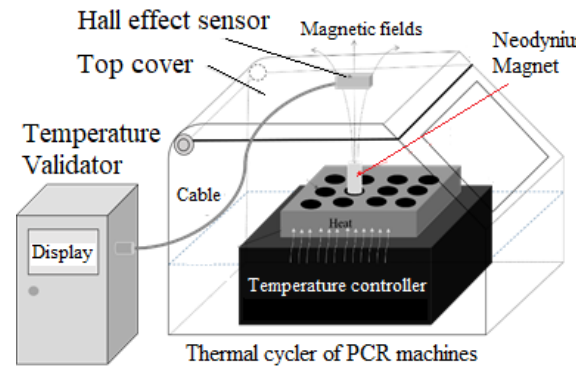 Hall effect sensor
Magnetic fields
Neodynium
Magnet
Top cover
Temperature
Validator
Cable
Display
Heat
Temperature controller
Thermal cycler of PCR machines